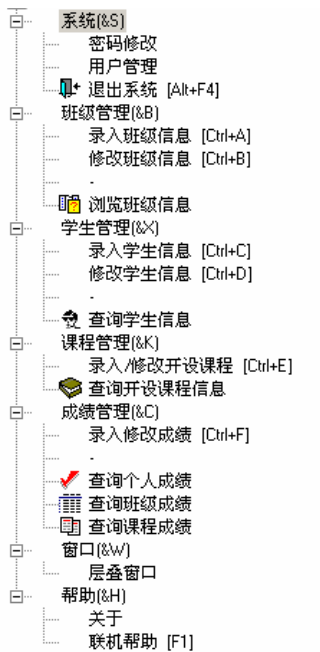 系统(&S)
密码修改
用户管理
退出系统 [Alt+F4]
班级管理(&B)
录入班级信息 [Ctrl+A]
修改班级信息 [Ctrl+B]
-
浏览班级信息
学生管理(&X)
录入学生信息 [Ctrl+C]
修改学生信息 [Ctrl+D]
-
查询学生信息
课程管理(&K)
录入/修改开设课程 [Ctrl+E]
查询开设课程信息
成绩管理(&C)
录入修改成绩 [Ctrl+F]
-
查询个人成绩
查询班级成绩
查询课程成绩
窗口(&W)
层叠窗口
帮助(&H)
关于
联机帮助 [F1]